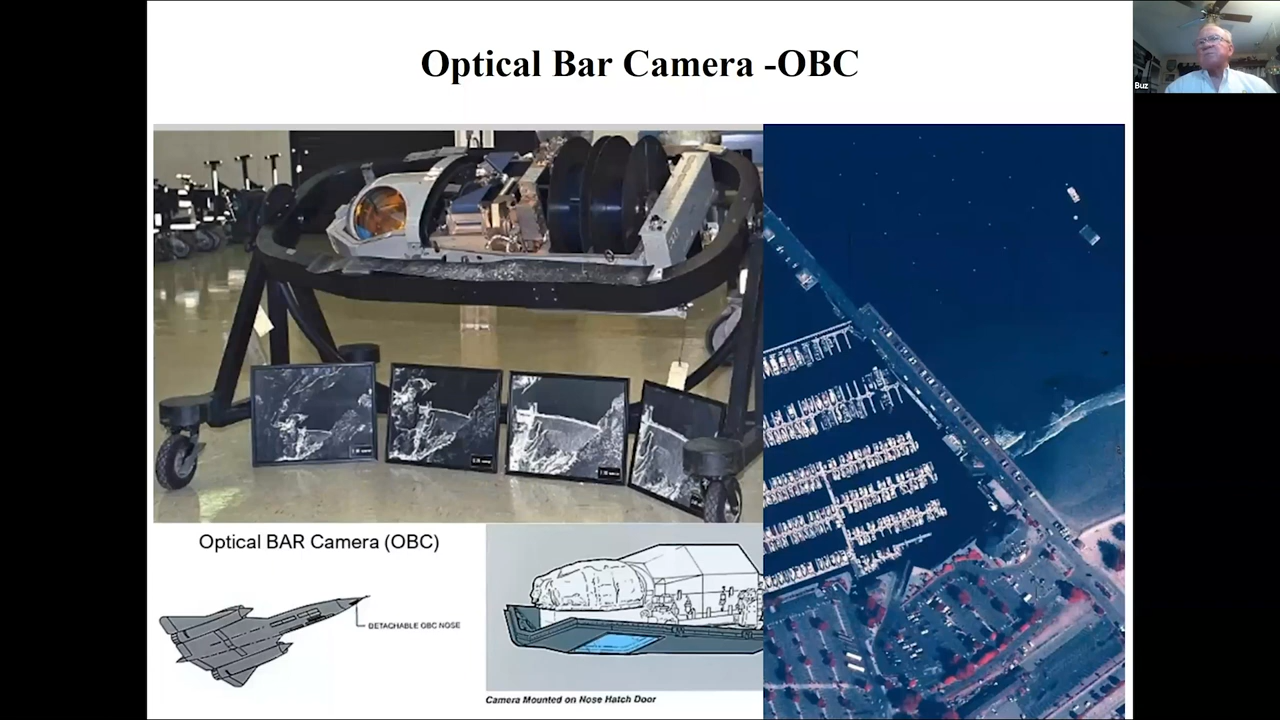 Optical Bar Camera -OBC
Buz
Optical BAR Camera (OBC)
DETACHABLE OBC NOSE
Camera Mounted on Nose Hatch Door